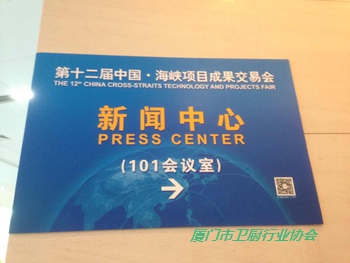 第十二届中国·海峡项目成果交易会
THE 12th CHINA CROSS-STRAITS TECHNOLOGY AND PROJECTS FAIR
新闻中心
PRESS CENTER
(101会议室)
厦门市卫厨行业协会